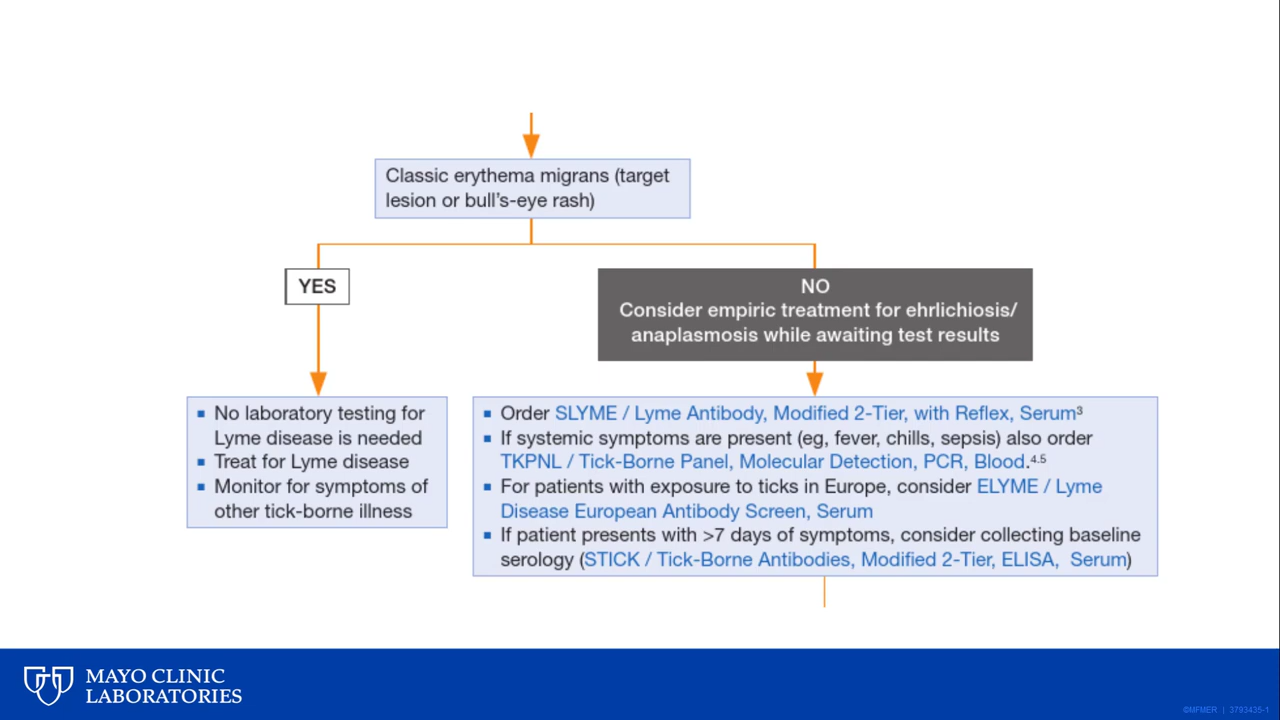 Classic erythema migrans (target
lesion or bull's-eye rash)
YES
NO
Consider empiric treatment for ehrlichiosis/
anaplasmosis while awaiting test results
▪ No laboratory testing for
Lyme disease is needed
▪ Treat for Lyme disease
▪ Monitor for symptoms of
other tick-borne illness
▪ Order SLYME / Lyme Antibody, Modified 2-Tier, with Reflex, Serum³
▪ If systemic symptoms are present (eg, fever, chills, sepsis) also order
TKPNL / Tick-Borne Panel, Molecular Detection, PCR, Blood.⁴·⁵
▪ For patients with exposure to ticks in Europe, consider ELYME / Lyme
Disease European Antibody Screen, Serum
▪ If patient presents with >7 days of symptoms, consider collecting baseline
serology (STICK / Tick-Borne Antibodies, Modified 2-Tier, ELISA, Serum)
MAYO CLINIC
LABORATORIES
©MFMER | 3793435-1